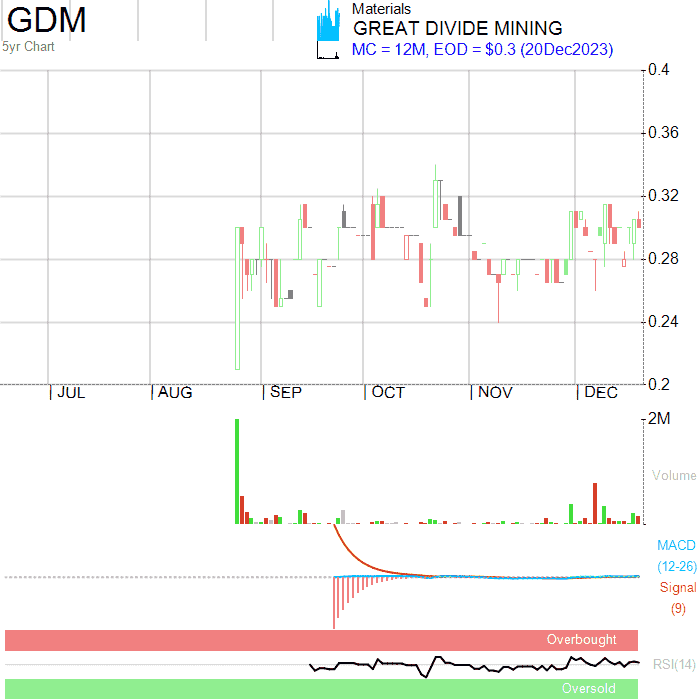 GDM
5yr Chart
Materials
GREAT DIVIDE MINING
MC = 12M, EOD = $0.3 (20Dec2023)
0.4
0.36
0.32
0.28
0.24
0.2
JUL AUG SEP OCT NOV DEC
2M
Volume
MACD
(12-26)
Signal
(9)
Overbought
RSI(14)
Oversold